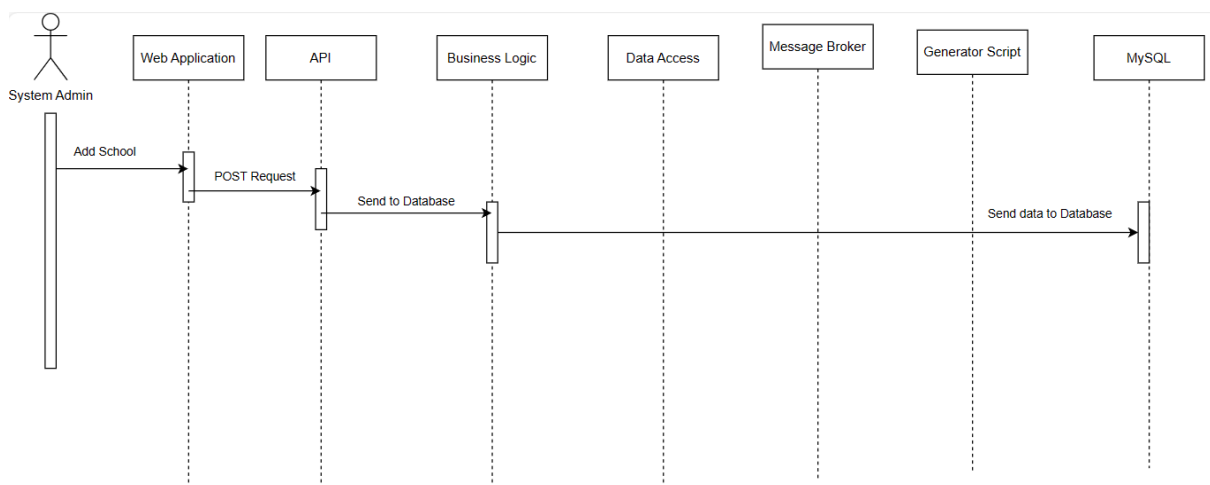 System Admin
Web Application
API
Business Logic
Data Access
Message Broker
Generator Script
MySQL
Add School
POST Request
Send to Database
Send data to Database